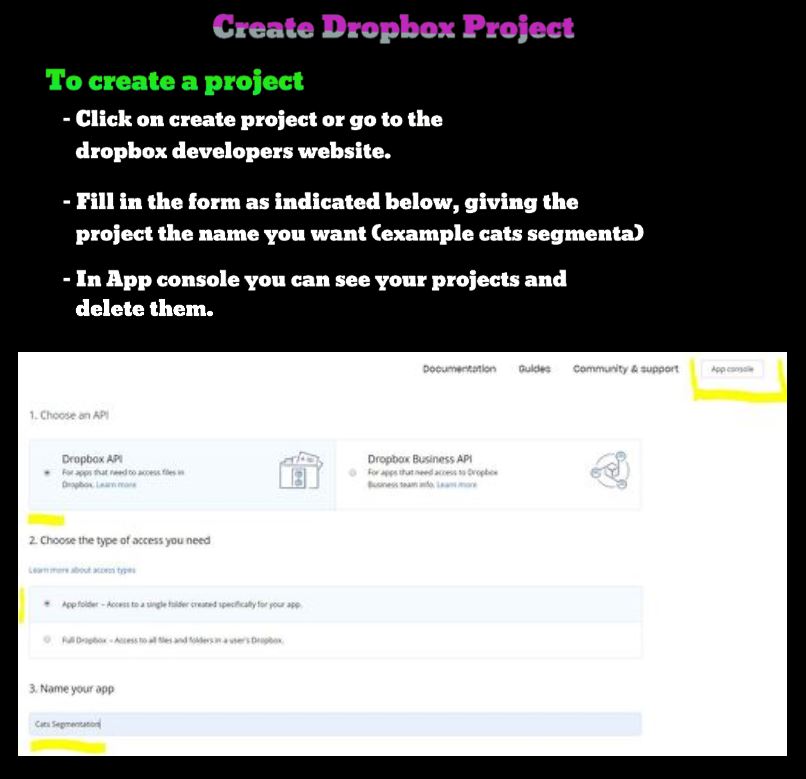 Create Dropbox Project
To create a project
- Click on create project or go to the
dropbox developers website.
- Fill in the form as indicated below, giving the
project the name you want (example cats segmenta)
- In App console you can see your projects and
delete them.
Documentation Guides Community & support App console
1. Choose an API
Dropbox API
For apps that need to access files in
Dropbox. Learn more
Dropbox Business API
For apps that need access to Dropbox
Business team info. Learn more
2. Choose the type of access you need
Learn more about access types
App folder – Access to a single folder created specifically for your app.
Full Dropbox – Access to all files and folders in a user's Dropbox.
3. Name your app
Cats Segmentation